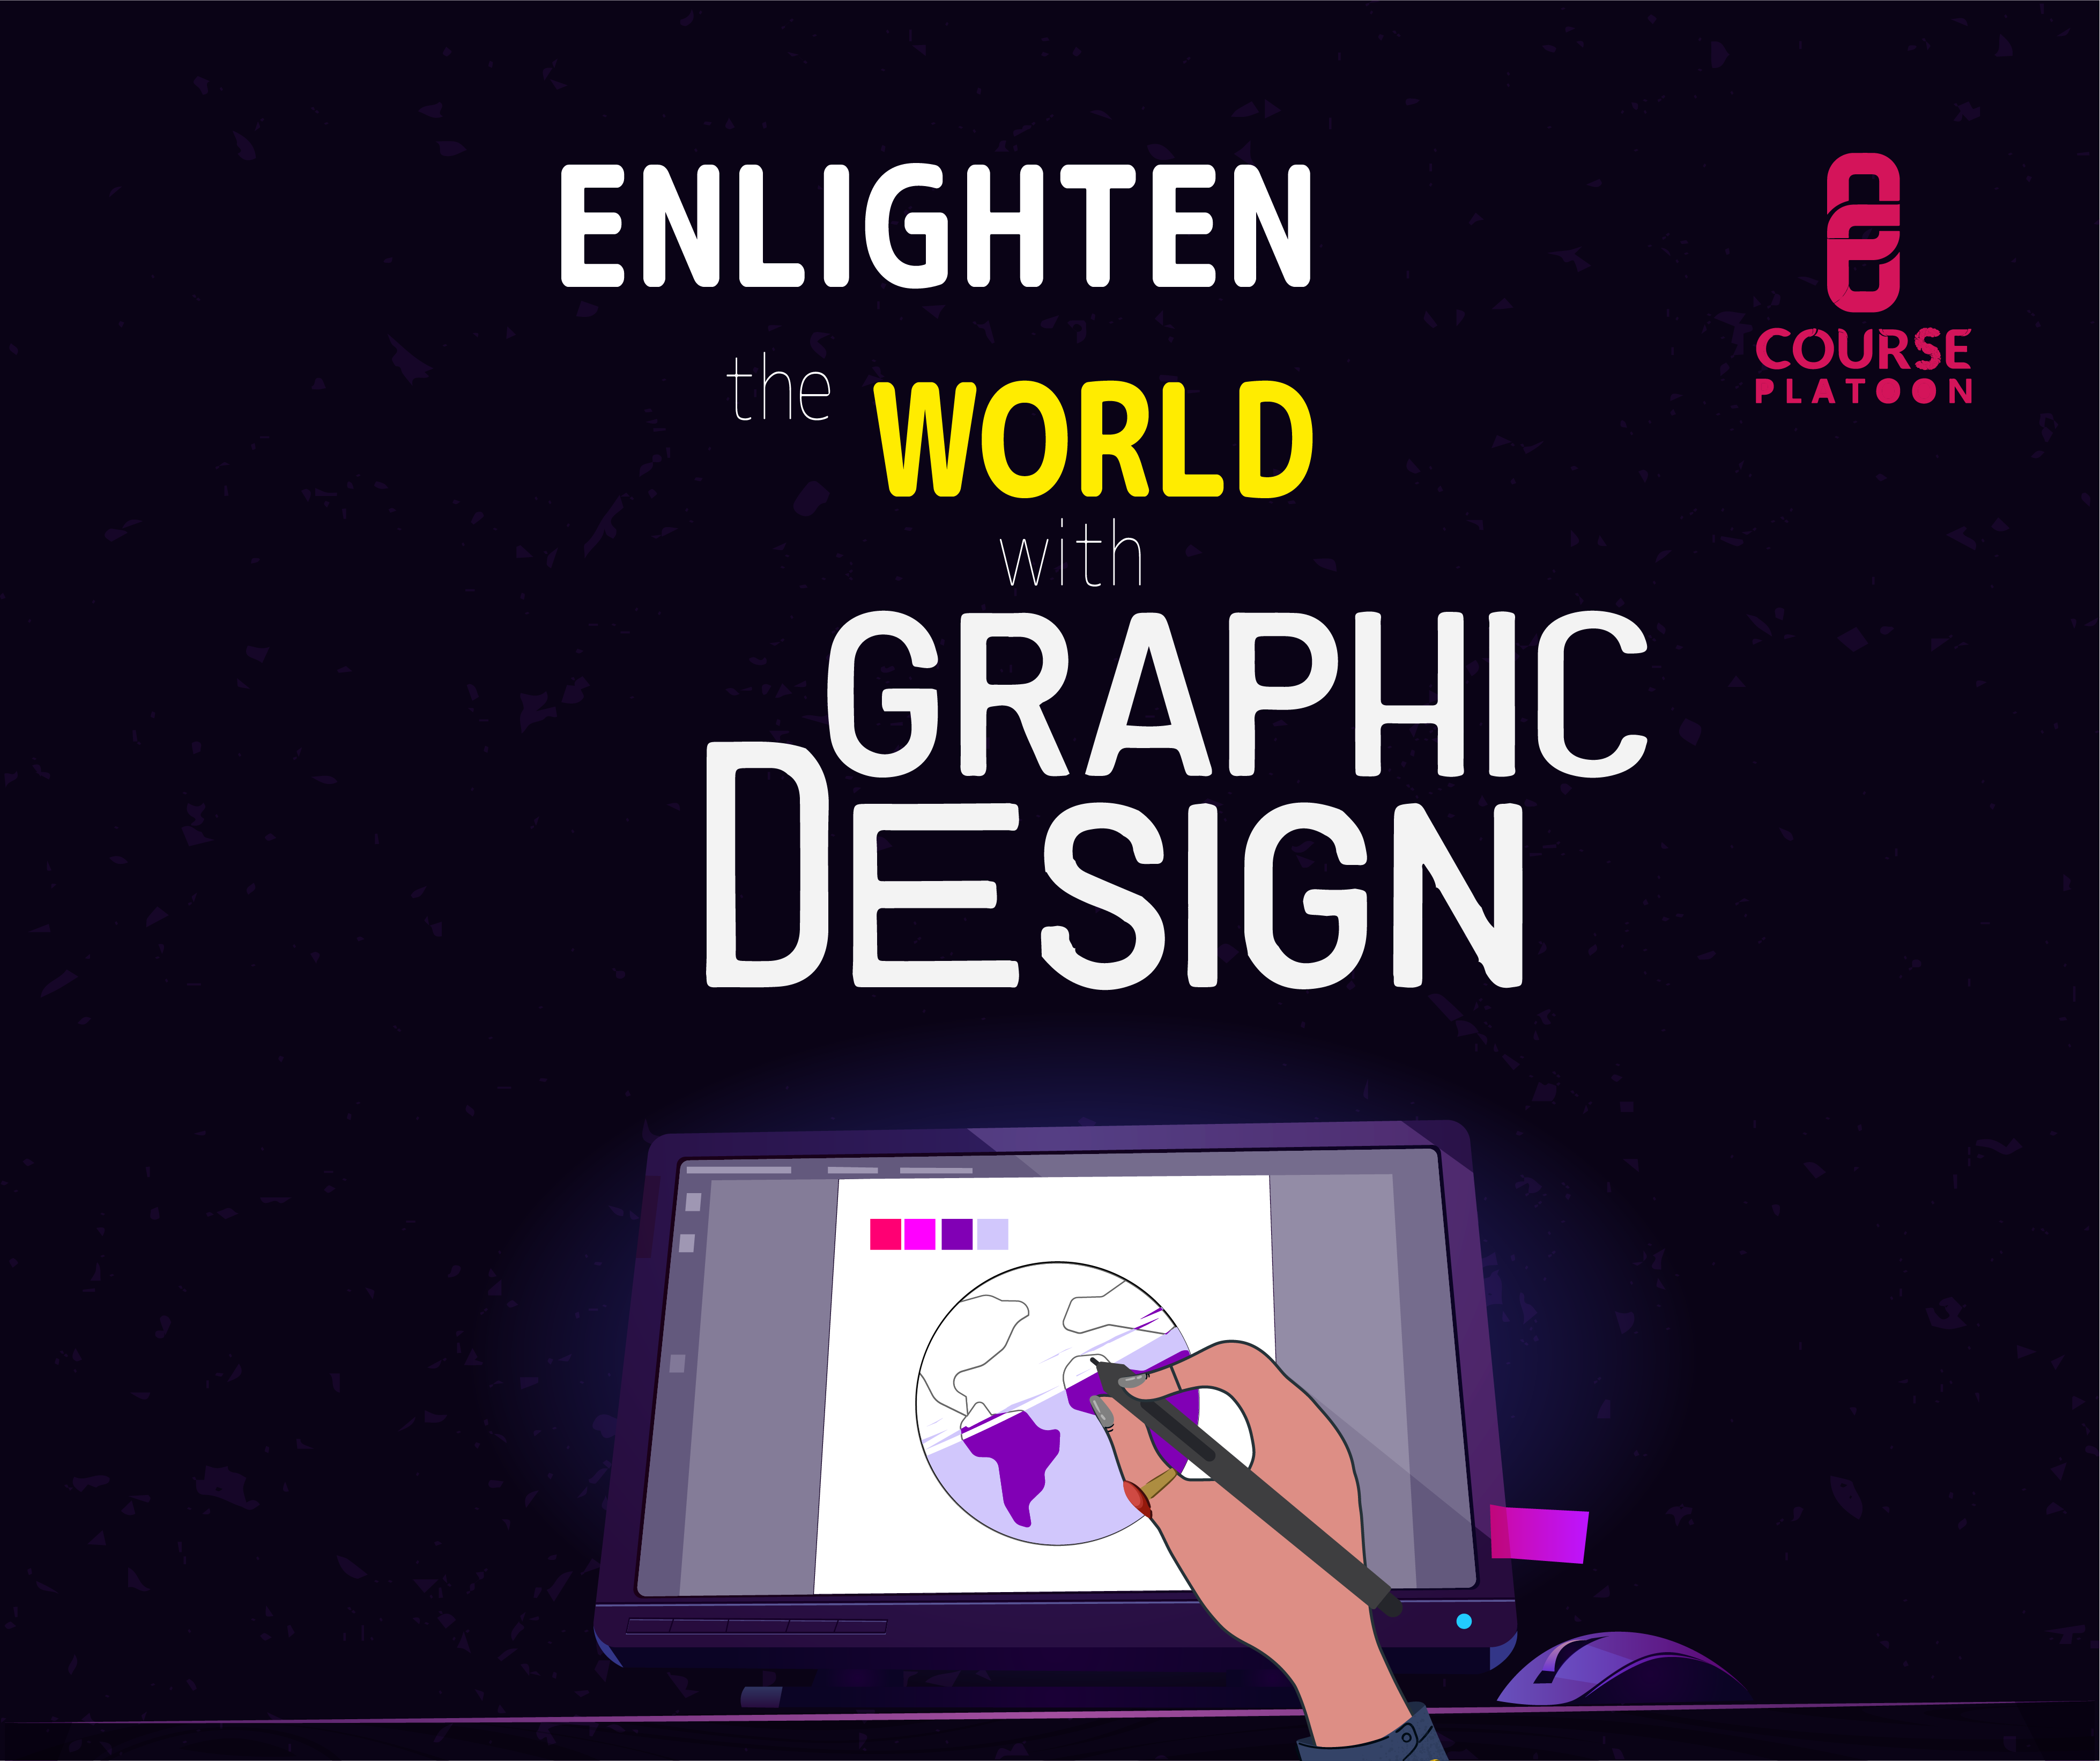 ENLIGHTEN
the WORLD
with
GRAPHIC
DESIGN
COURSE
PLATOON